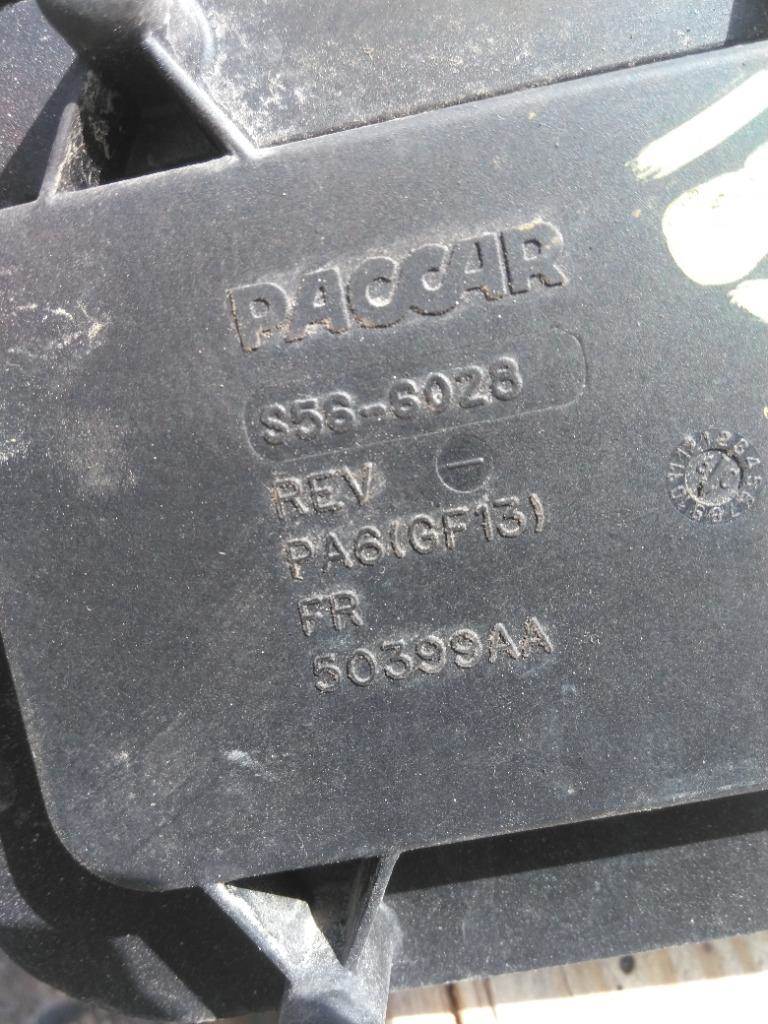 PACCAR
S56-6028
REV -
PA6(GF13)
FR
50399AA